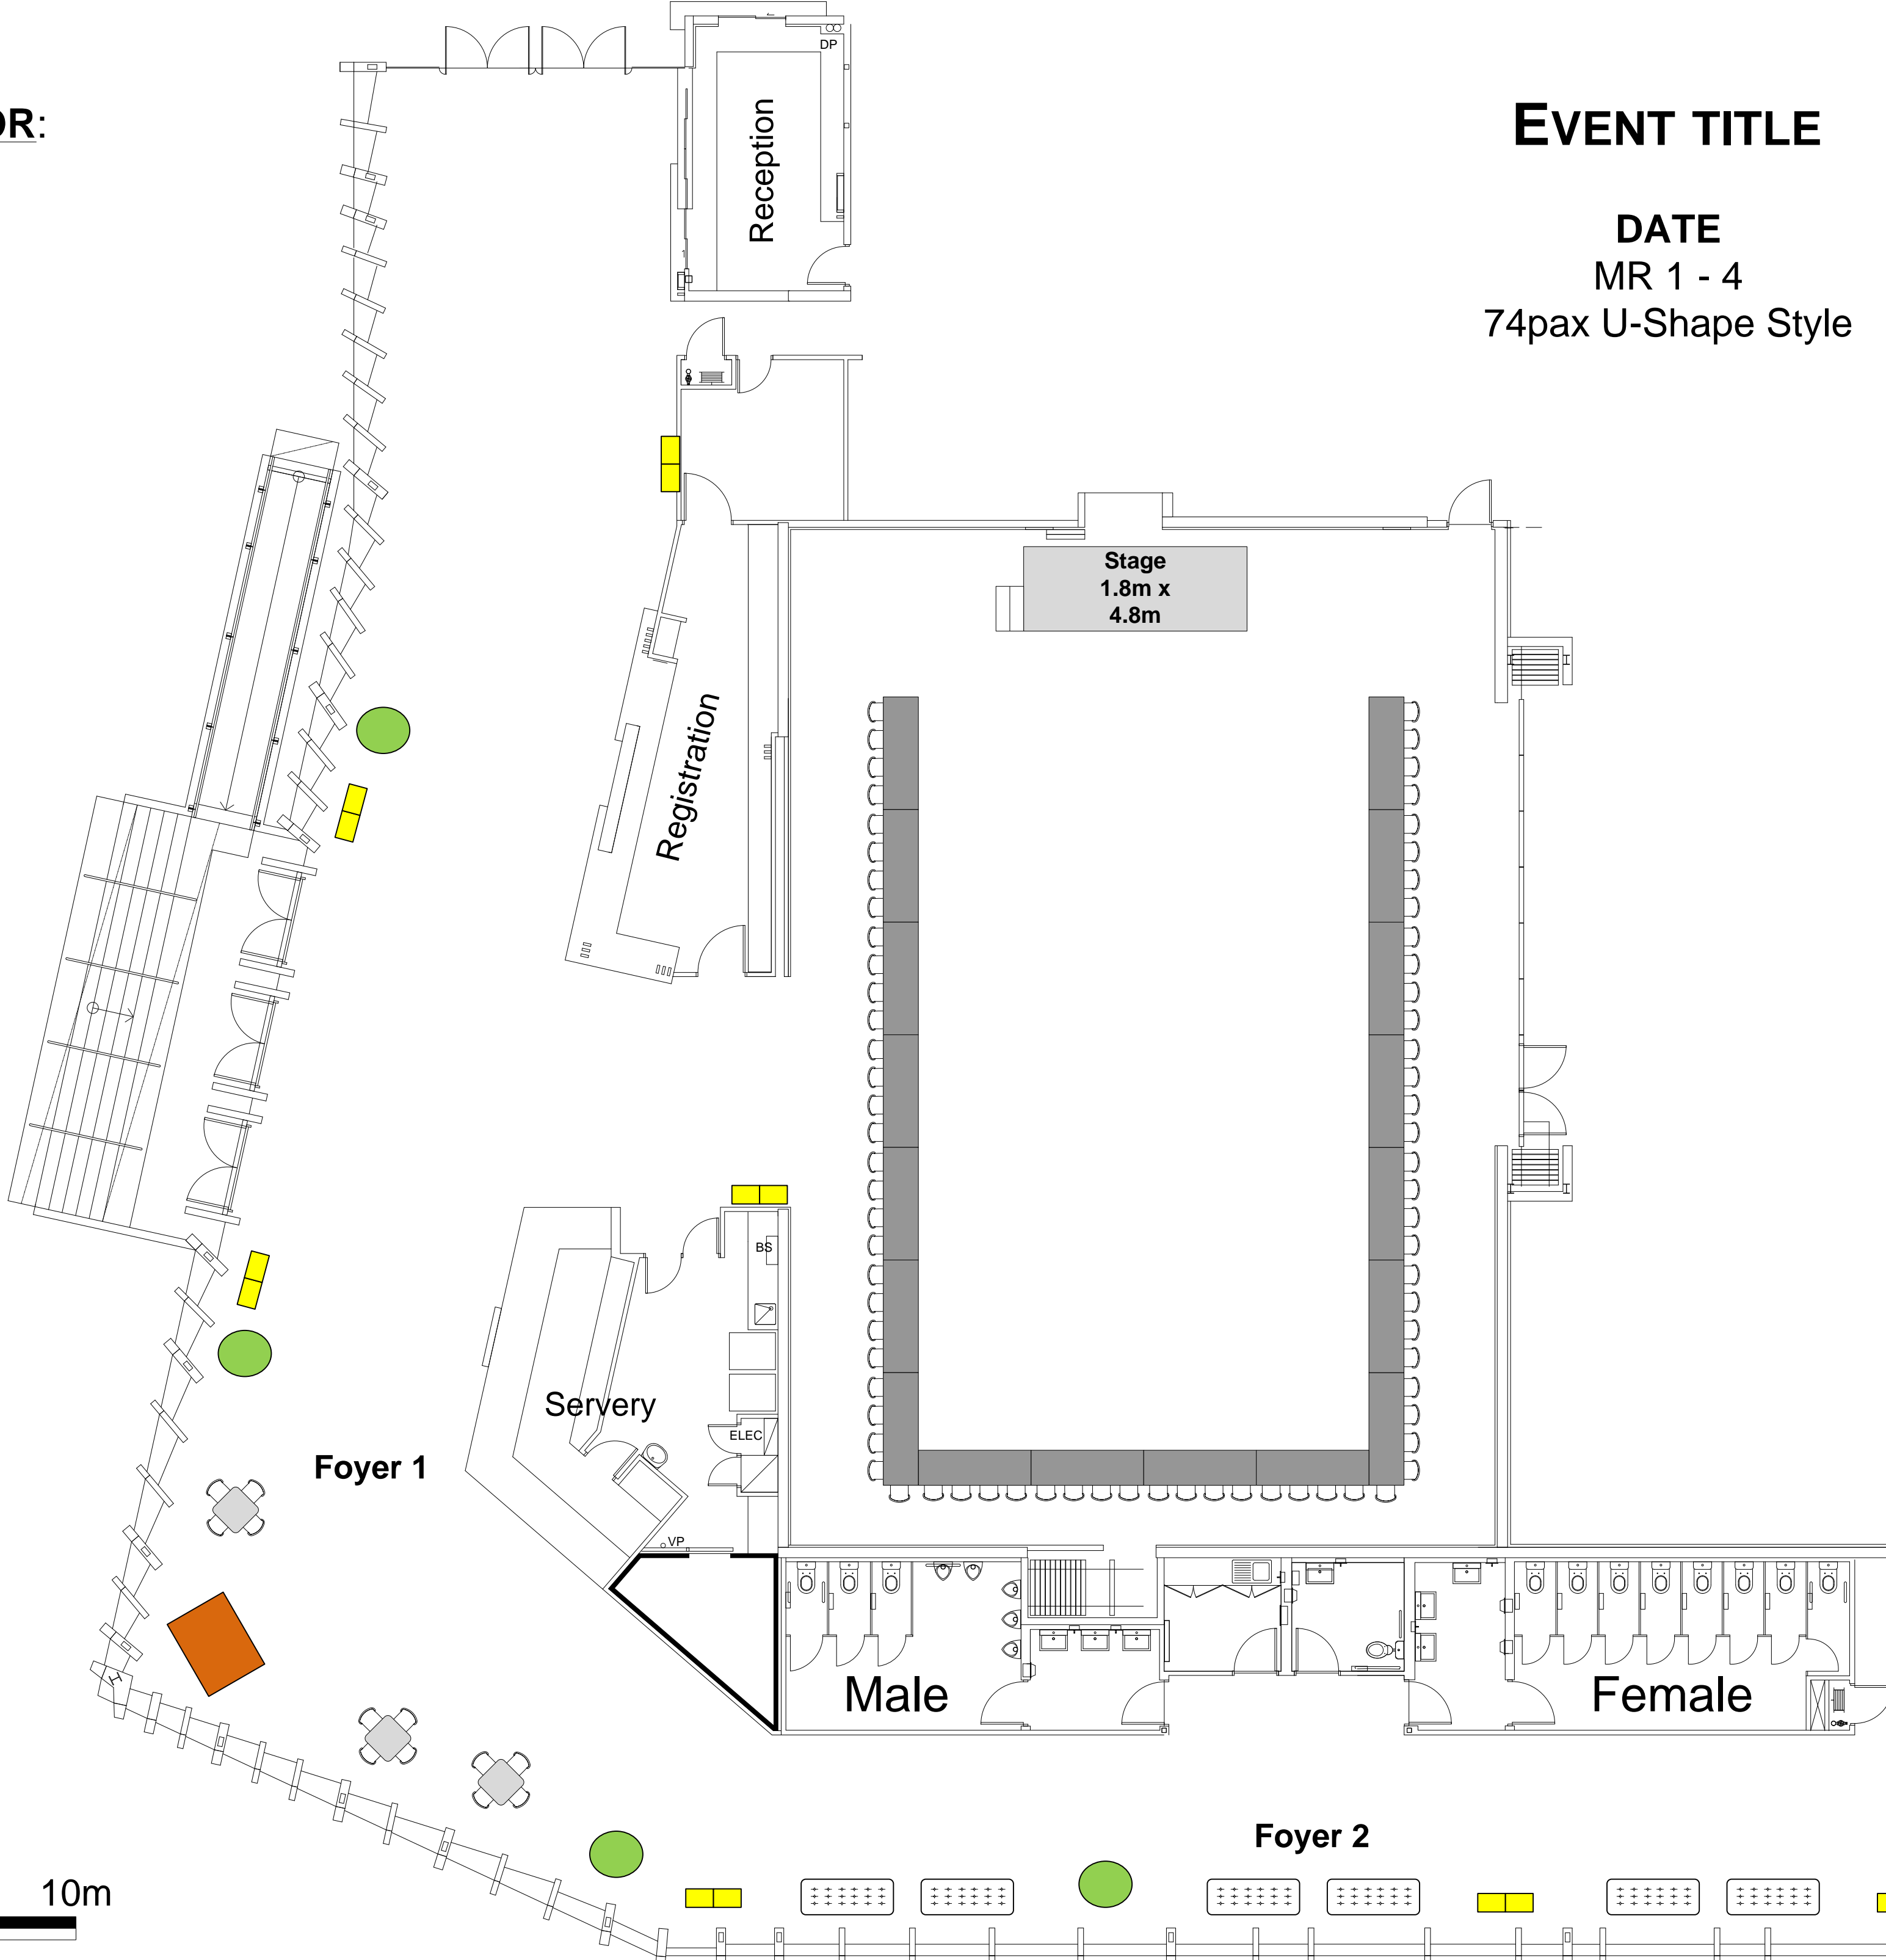 OR:
EVENT TITLE
DATE
MR 1 - 4
74pax U-Shape Style
DP
Reception
Stage
1.8m x
4.8m
Registration
BS
Servery
ELEC
Foyer 1
VP
Male
Female
Foyer 2
10m